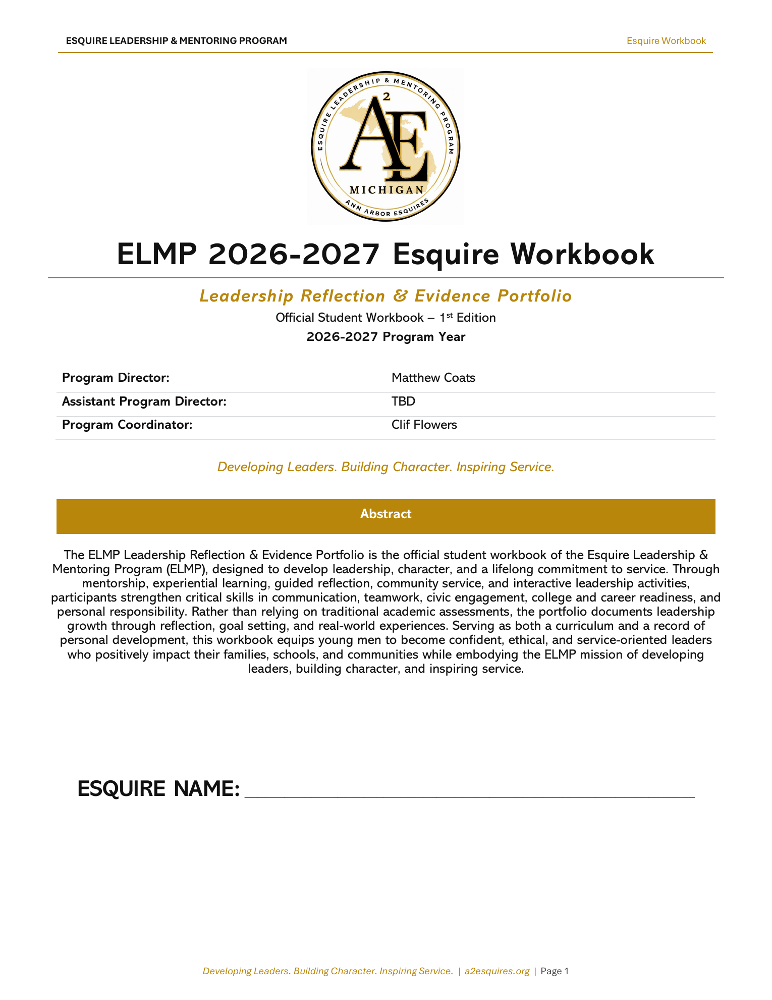 ESQUIRE LEADERSHIP & MENTORING PROGRAM
Esquire Workbook
ESQUIRE LEADERSHIP & MENTORING PROGRAM
2
AE
MICHIGAN
ANN ARBOR ESQUIRES
ELMP 2026-2027 Esquire Workbook
Leadership Reflection & Evidence Portfolio
Official Student Workbook – 1st Edition
2026-2027 Program Year
Program Director: Matthew Coats
Assistant Program Director: TBD
Program Coordinator: Clif Flowers
Developing Leaders. Building Character. Inspiring Service.
Abstract
The ELMP Leadership Reflection & Evidence Portfolio is the official student workbook of the Esquire Leadership &
Mentoring Program (ELMP), designed to develop leadership, character, and a lifelong commitment to service. Through
mentorship, experiential learning, guided reflection, community service, and interactive leadership activities,
participants strengthen critical skills in communication, teamwork, civic engagement, college and career readiness, and
personal responsibility. Rather than relying on traditional academic assessments, the portfolio documents leadership
growth through reflection, goal setting, and real-world experiences. Serving as both a curriculum and a record of
personal development, this workbook equips young men to become confident, ethical, and service-oriented leaders
who positively impact their families, schools, and communities while embodying the ELMP mission of developing
leaders, building character, and inspiring service.
ESQUIRE NAME: ____________________
Developing Leaders. Building Character. Inspiring Service. | a2esquires.org | Page 1